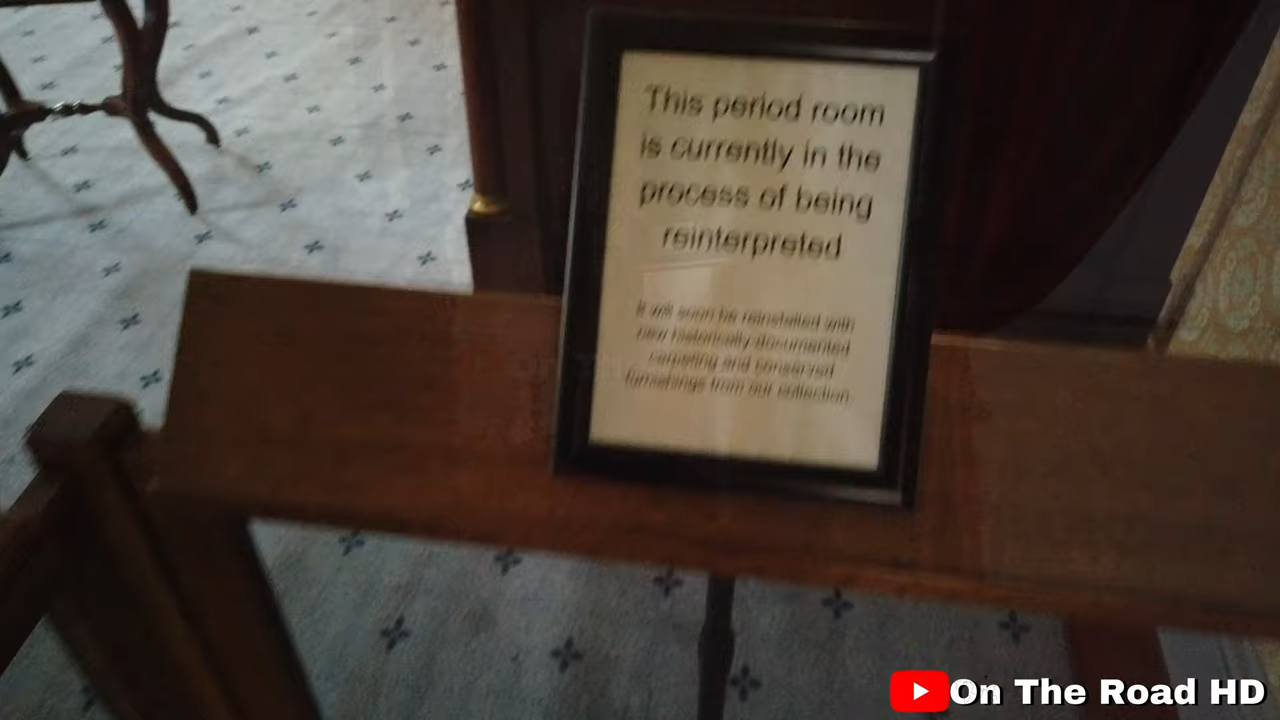 This period room
is currently in the
process of being
reinterpreted
It will soon be reinstalled with
new historically documented
carpeting and conserved
furnishings from our collection.
On The Road HD